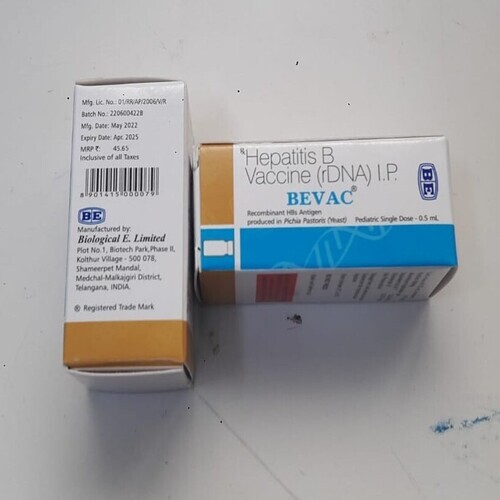 Mfg. Lic. No.: 01/RR/AP/2006/V/R
Batch No.: 2206004228
Mfg. Date: May 2022
Expiry Date: Apr. 2025
MRP ₹: 45.65
Inclusive of all Taxes
8 901415 000079
BE
Manufactured by:
Biological E. Limited
Plot No.1, Biotech Park,Phase II,
Kolthur Village - 500 078,
Shameerpet Mandal,
Medchal-Malkajgiri District,
Telangana, INDIA.
® Registered Trade Mark
℞ Hepatitis B
Vaccine (rDNA) I.P.
BEVAC®
Recombinant HBs Antigen
produced in Pichia Pastoris (Yeast)
Pediatric Single Dose - 0.5 mL
BE